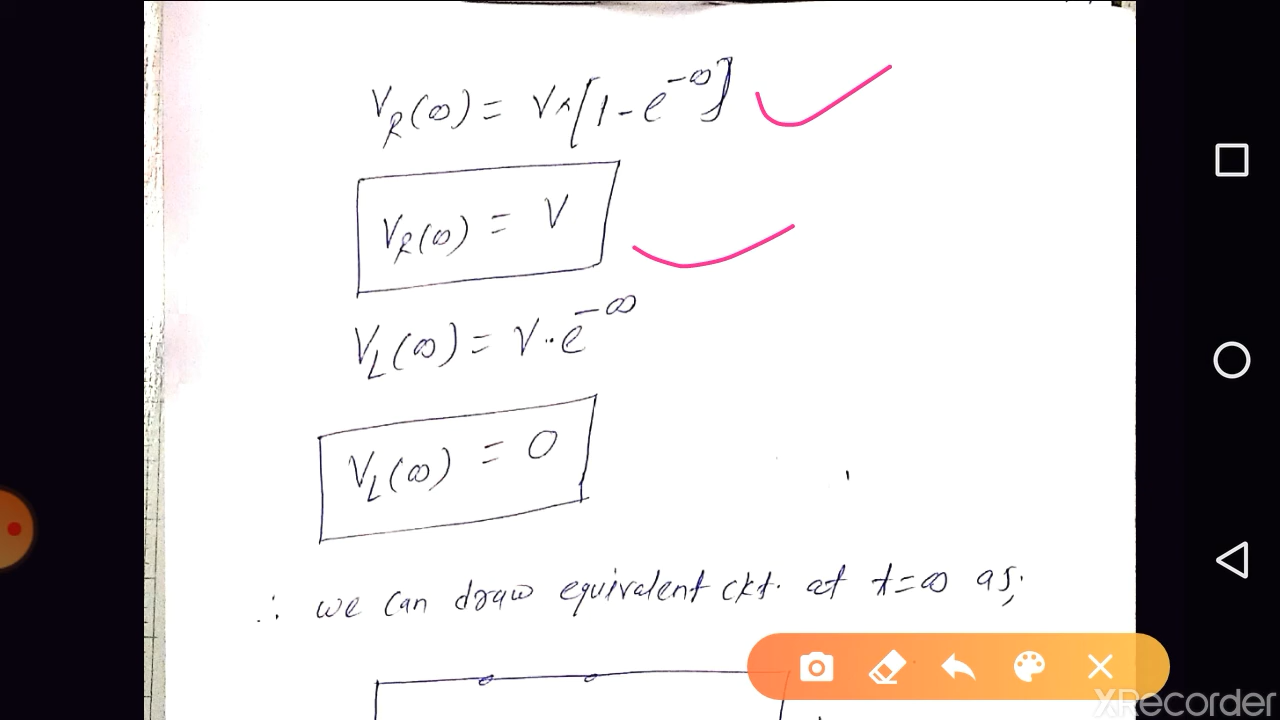 V_R(∞) = V×[1-e^{-∞}]
V_R(∞) = V
V_L(∞) = V.e^{-∞}
V_L(∞) = 0
∴ we can draw equivalent ckt. at t=∞ as;
XRecorder